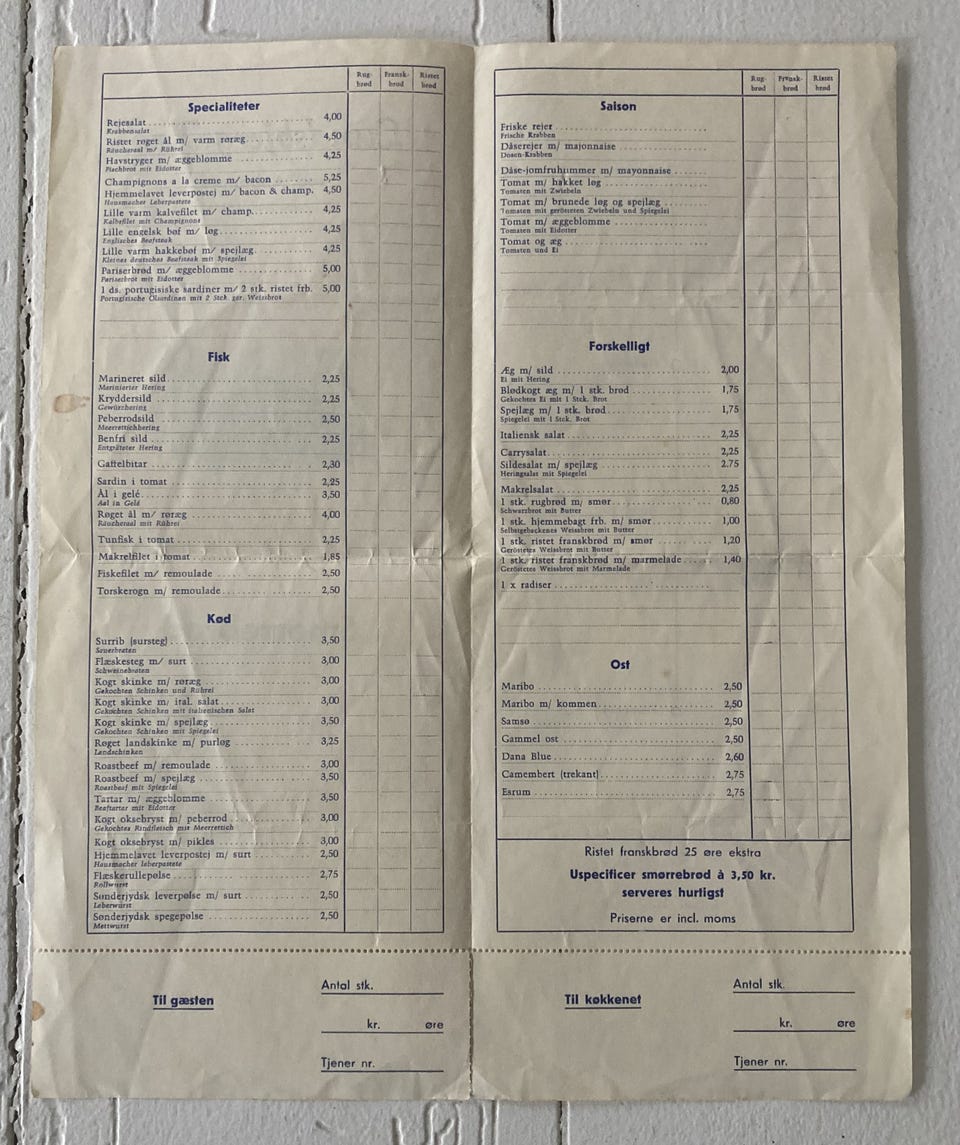 Rug-brød Fransk-brød Ristet brød
Specialiteter
Rejesalat 4,00
Krabbensalat
Ristet røget ål m/ varm røræg 4,50
Räucheraal m/ Rührei
Havstryger m/ æggeblomme 4,25
Fischbrot mit Eidotter
Champignons a la creme m/ bacon 5,25
Hjemmelavet leverpostej m/ bacon & champ. 4,50
Hausmacher Leberpastete
Lille varm kalvefilet m/ champ. 4,25
Kalbsfilet mit Champignons
Lille engelsk bøf m/ løg 4,25
Englisches Beafsteak
Lille varm hakkebøf m/ spejlæg 4,25
Kleines deutsches Beafsteak mit Spiegelei
Pariserbrød m/ æggeblomme 5,00
Pariserbrot mit Eidotter
1 ds. portugisiske sardiner m/ 2 stk. ristet frb. 5,00
Portugisische Ölsardinen mit 2 Stck. ger. Weissbrot
Fisk
Marineret sild 2,25
Marinierter Hering
Kryddersild 2,25
Gewürzhering
Peberrodsild 2,50
Meerrettichhering
Benfri sild 2,25
Entgräteter Hering
Gaffelbitar 2,30
Sardin i tomat 2,25
Ål i gelé 3,50
Aal in Gelé
Røget ål m/ røræg 4,00
Räucheraal mit Rührei
Tunfisk i tomat 2,25
Makrelfilet i tomat 1,85
Fiskefilet m/ remoulade 2,50
Torskerogn m/ remoulade 2,50
Kød
Surrib (sursteg) 3,50
Sauerbraten
Flæskesteg m/ surt 3,00
Schweinebraten
Kogt skinke m/ røræg 3,00
Gekochten Schinken und Rührei
Kogt skinke m/ ital. salat 3,00
Gekochten Schinken mit italienischen Salat
Kogt skinke m/ spejlæg 3,50
Gekochten Schinken mit Spiegelei
Røget landskinke m/ purløg 3,25
Landschinken
Roastbeef m/ remoulade 3,00
Roastbeef m/ spejlæg 3,50
Roastbeaf mit Spiegelei
Tartar m/ æggeblomme 3,50
Beaftartar mit Eidotter
Kogt oksebryst m/ peberrod 3,00
Gekochtes Rindfleisch mit Meerrettich
Kogt oksebryst m/ pikles 3,00
Hjemmelavet leverpostej m/ surt 2,50
Hausmacher Leberpastete
Flæskerullepølse 2,75
Rollwurst
Sønderjydsk leverpølse m/ surt 2,50
Leberwurst
Sønderjydsk spegepølse 2,50
Mettwurst
Til gæsten
Antal stk.
kr. øre
Tjener nr.
Rug-brød Fransk-brød Ristet brød
Saison
Friske rejer
Frische Krabben
Dåserejer m/ majonnaise
Dosen-Krabben
Dåse-jomfruhummer m/ mayonnaise
Tomat m/ hakket løg
Tomaten mit Zwiebeln
Tomat m/ brunede løg og spejlæg
Tomaten mit gerösteten Zwiebeln und Spiegelei
Tomat m/ æggeblomme
Tomaten mit Eidotter
Tomat og æg
Tomaten und Ei
Forskelligt
Æg m/ sild 2,00
Ei mit Hering
Blødkogt æg m/ 1 stk. brød 1,75
Gekochtes Ei mit 1 Stck. Brot
Spejlæg m/ 1 stk. brød 1,75
Spiegelei mit 1 Stck. Brot
Italiensk salat 2,25
Carrysalat 2,25
Sildesalat m/ spejlæg 2.75
Heringsalat mit Spiegelei
Makrelsalat 2,25
1 stk. rugbrød m/ smør 0,80
Schwarzbrot mit Butter
1 stk. hjemmebagt frb. m/ smør 1,00
Selbstgebackenes Weissbrot mit Butter
1 stk. ristet franskbrød m/ smør 1,20
Geröstetes Weissbrot mit Butter
1 stk. ristet franskbrød m/ marmelade 1,40
Geröstetes Weissbrot mit Marmelade
1 x radiser
Ost
Maribo 2,50
Maribo m/ kommen 2,50
Samsø 2,50
Gammel ost 2,50
Dana Blue 2,60
Camembert (trekant) 2,75
Esrum 2,75
Ristet franskbrød 25 øre ekstra
Uspecificer smørrebrød à 3,50 kr.
serveres hurtigst
Priserne er incl. moms
Til køkkenet
Antal stk.
kr. øre
Tjener nr.